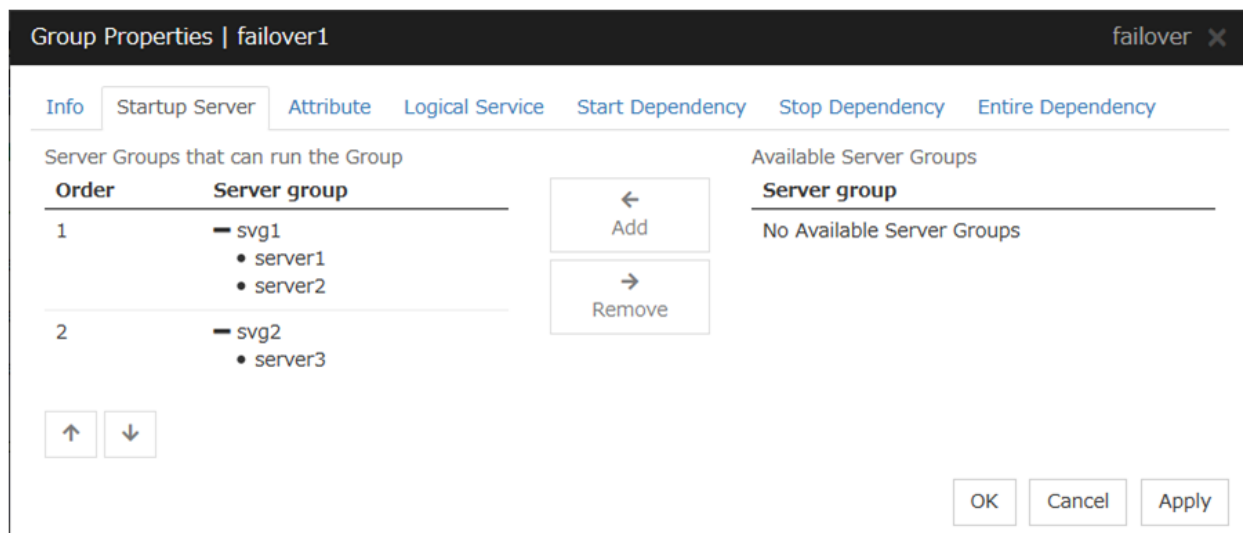 Group Properties | failover1 failover ×
Info Startup Server Attribute Logical Service Start Dependency Stop Dependency Entire Dependency
Server Groups that can run the Group
Order Server group
1 svg1
• server1
• server2
2 svg2
• server3
← Add
→ Remove
Available Server Groups
Server group
No Available Server Groups
↑ ↓
OK Cancel Apply